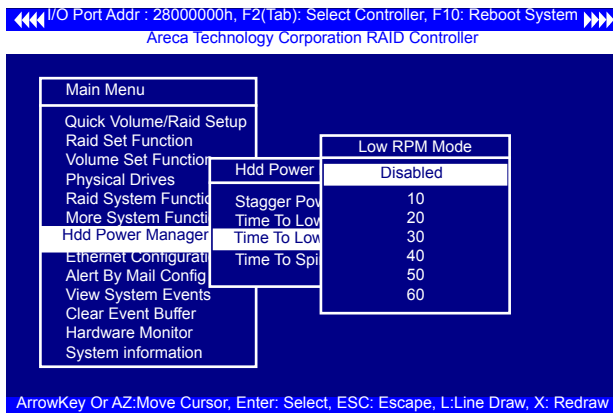 I/O Port Addr : 28000000h, F2(Tab): Select Controller, F10: Reboot System
Areca Technology Corporation RAID Controller
Main Menu
Quick Volume/Raid Setup
Raid Set Function
Volume Set Function
Physical Drives
Raid System Functio
More System Functi
Hdd Power Manager
Ethernet Configurati
Alert By Mail Config
View System Events
Clear Event Buffer
Hardware Monitor
System information
Hdd Power
Stagger Pow
Time To Low
Time To Low
Time To Spi
Low RPM Mode
Disabled
10
20
30
40
50
60
ArrowKey Or AZ:Move Cursor, Enter: Select, ESC: Escape, L:Line Draw, X: Redraw